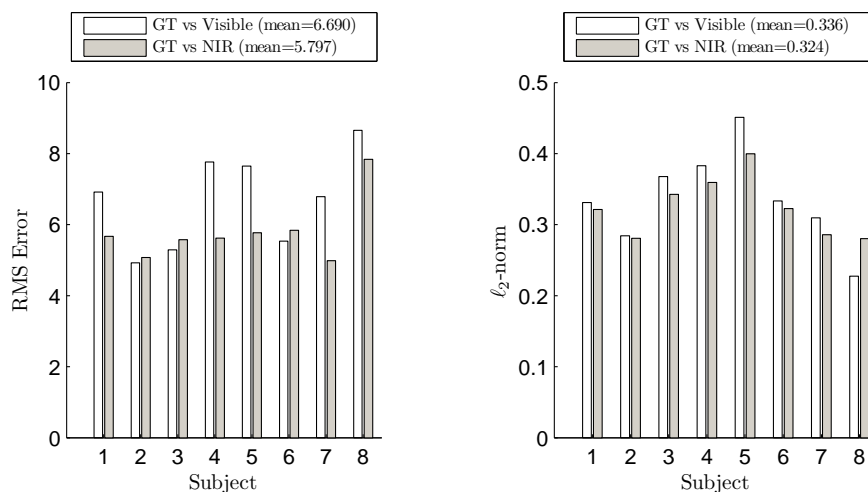 GT vs Visible (mean=6.690)
GT vs NIR (mean=5.797)
10
8
6
4
2
0
RMS Error
1 2 3 4 5 6 7 8
Subject
GT vs Visible (mean=0.336)
GT vs NIR (mean=0.324)
0.5
0.4
0.3
0.2
0.1
0
ℓ₂-norm
1 2 3 4 5 6 7 8
Subject